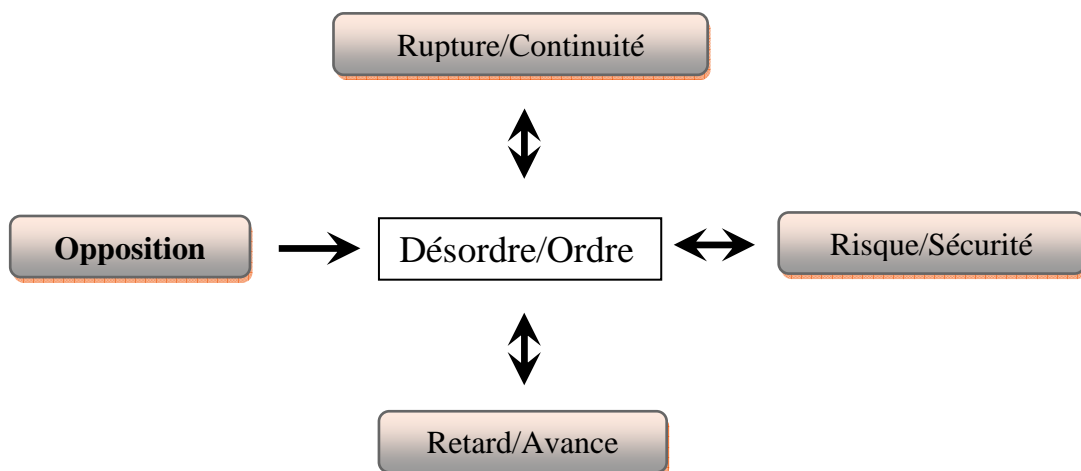 Rupture/Continuité
Opposition
Désordre/Ordre
Risque/Sécurité
Retard/Avance